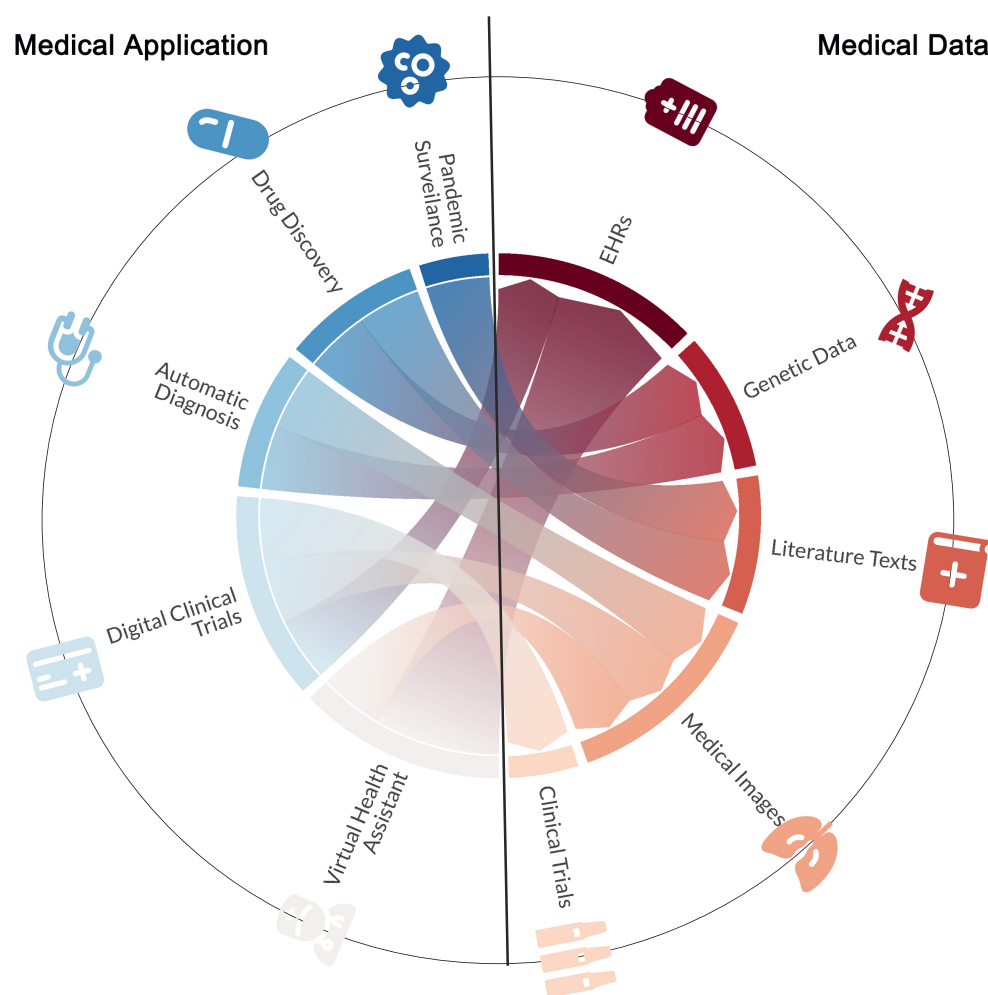 Medical Application
Medical Data
Pandemic
Surveilance
Drug Discovery
Automatic
Diagnosis
Digital Clinical
Trials
Virtual Health
Assistant
EHRs
Genetic Data
Literature Texts
Medical Images
Clinical Trials